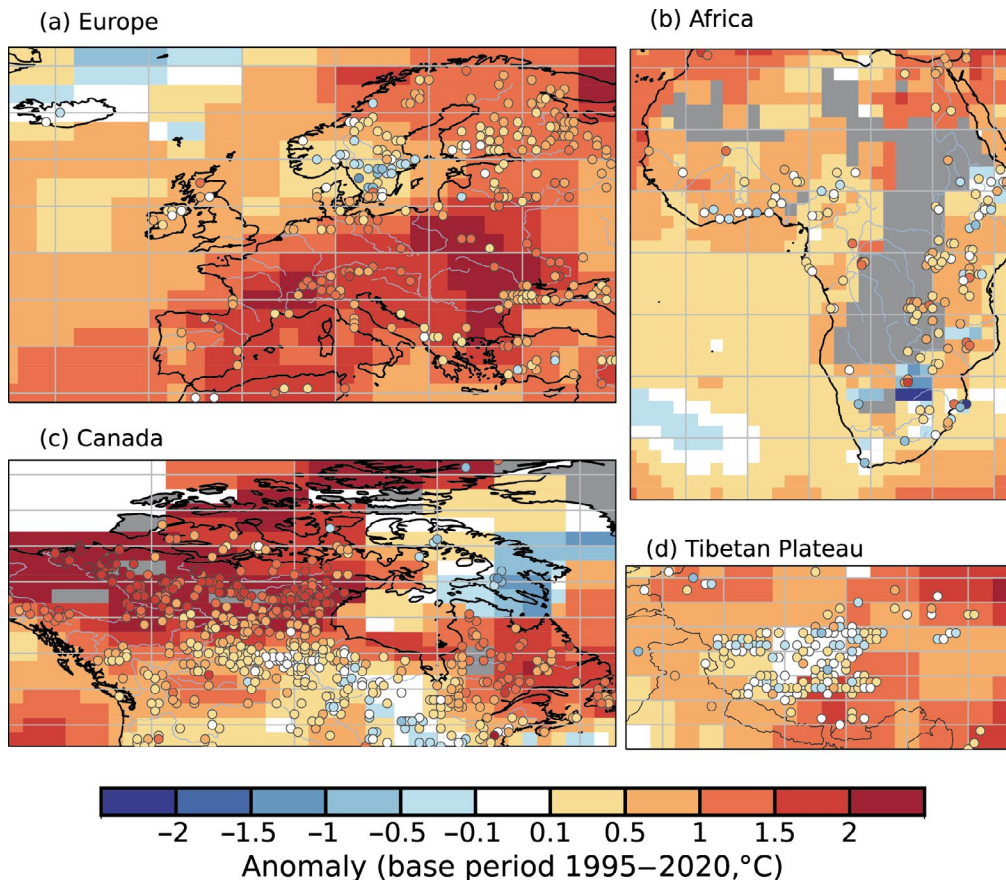 (a) Europe
(b) Africa
(c) Canada
(d) Tibetan Plateau
−2 −1.5 −1 −0.5 −0.1 0.1 0.5 1 1.5 2
Anomaly (base period 1995−2020,°C)